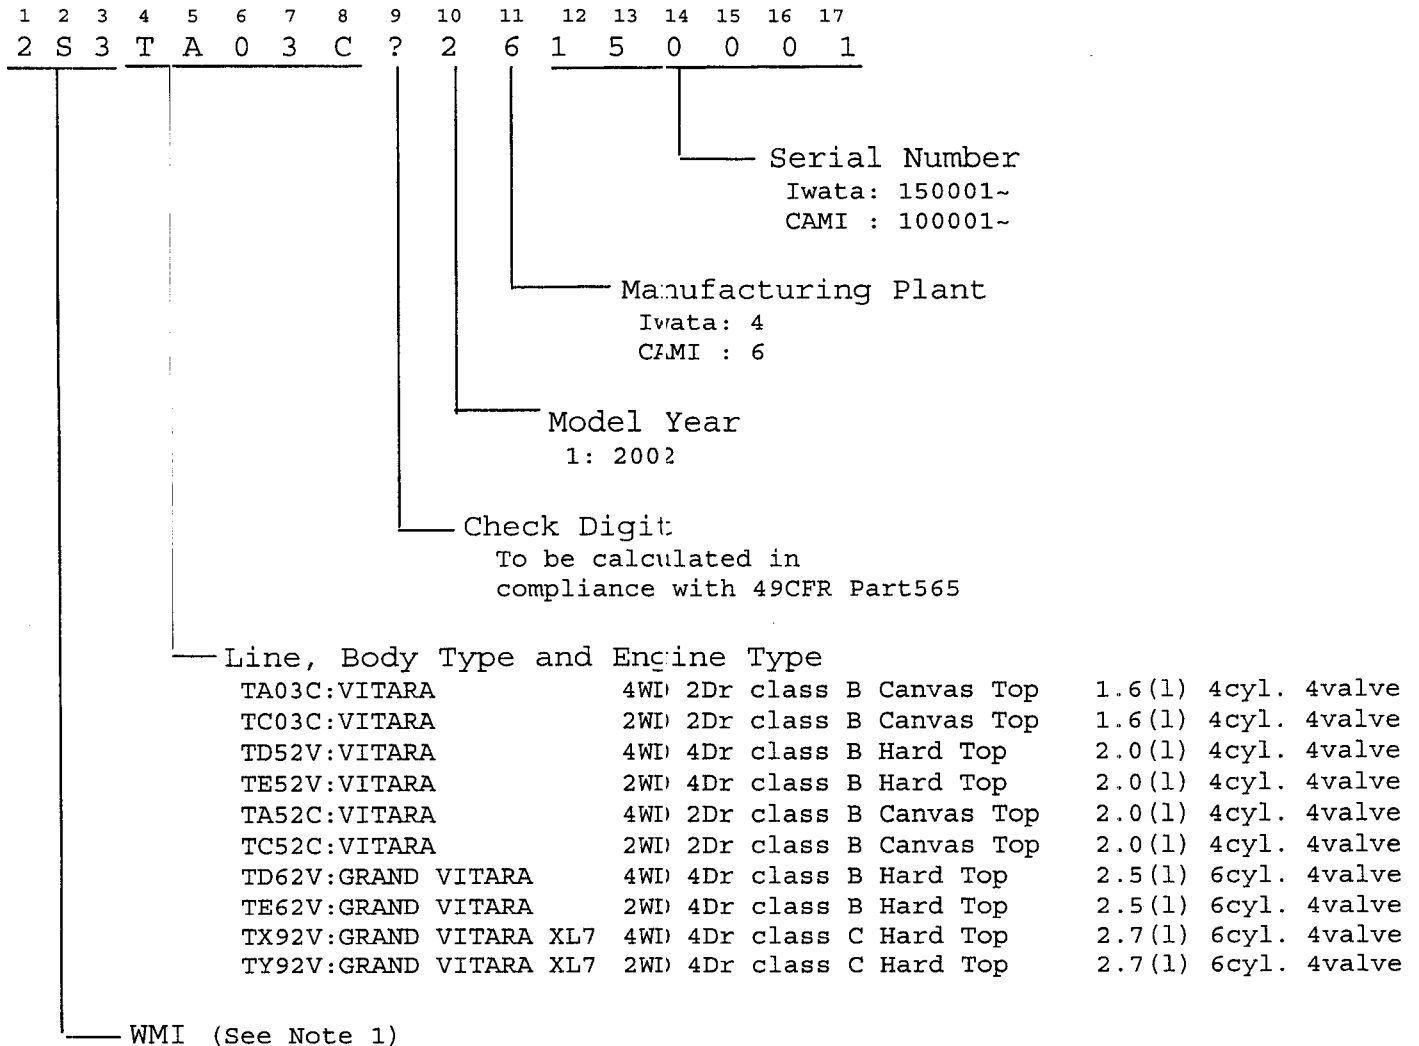 1 2 3 4 5 6 7 8 9 10 11 12 13 14 15 16 17
2 S 3 T A 0 3 C ? 2 6 1 5 0 0 0 1
Serial Number
Iwata: 150001~
CAMI : 100001~
Manufacturing Plant
Iwata: 4
CAMI : 6
Model Year
1: 2002
Check Digit
To be calculated in
compliance with 49CFR Part565
Line, Body Type and Engine Type
TA03C:VITARA 4WD 2Dr class B Canvas Top 1.6(l) 4cyl. 4valve
TC03C:VITARA 2WD 2Dr class B Canvas Top 1.6(l) 4cyl. 4valve
TD52V:VITARA 4WD 4Dr class B Hard Top 2.0(l) 4cyl. 4valve
TE52V:VITARA 2WD 4Dr class B Hard Top 2.0(l) 4cyl. 4valve
TA52C:VITARA 4WD 2Dr class B Canvas Top 2.0(l) 4cyl. 4valve
TC52C:VITARA 2WD 2Dr class B Canvas Top 2.0(l) 4cyl. 4valve
TD62V:GRAND VITARA 4WD 4Dr class B Hard Top 2.5(l) 6cyl. 4valve
TE62V:GRAND VITARA 2WD 4Dr class B Hard Top 2.5(l) 6cyl. 4valve
TX92V:GRAND VITARA XL7 4WD 4Dr class C Hard Top 2.7(l) 6cyl. 4valve
TY92V:GRAND VITARA XL7 2WD 4Dr class C Hard Top 2.7(l) 6cyl. 4valve
WMI (See Note 1)